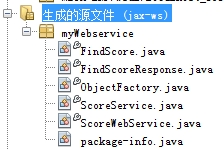 生成的源文件 (jax-ws)
myWebservice
FindScore.java
FindScoreResponse.java
ObjectFactory.java
ScoreService.java
ScoreWebService.java
package-info.java